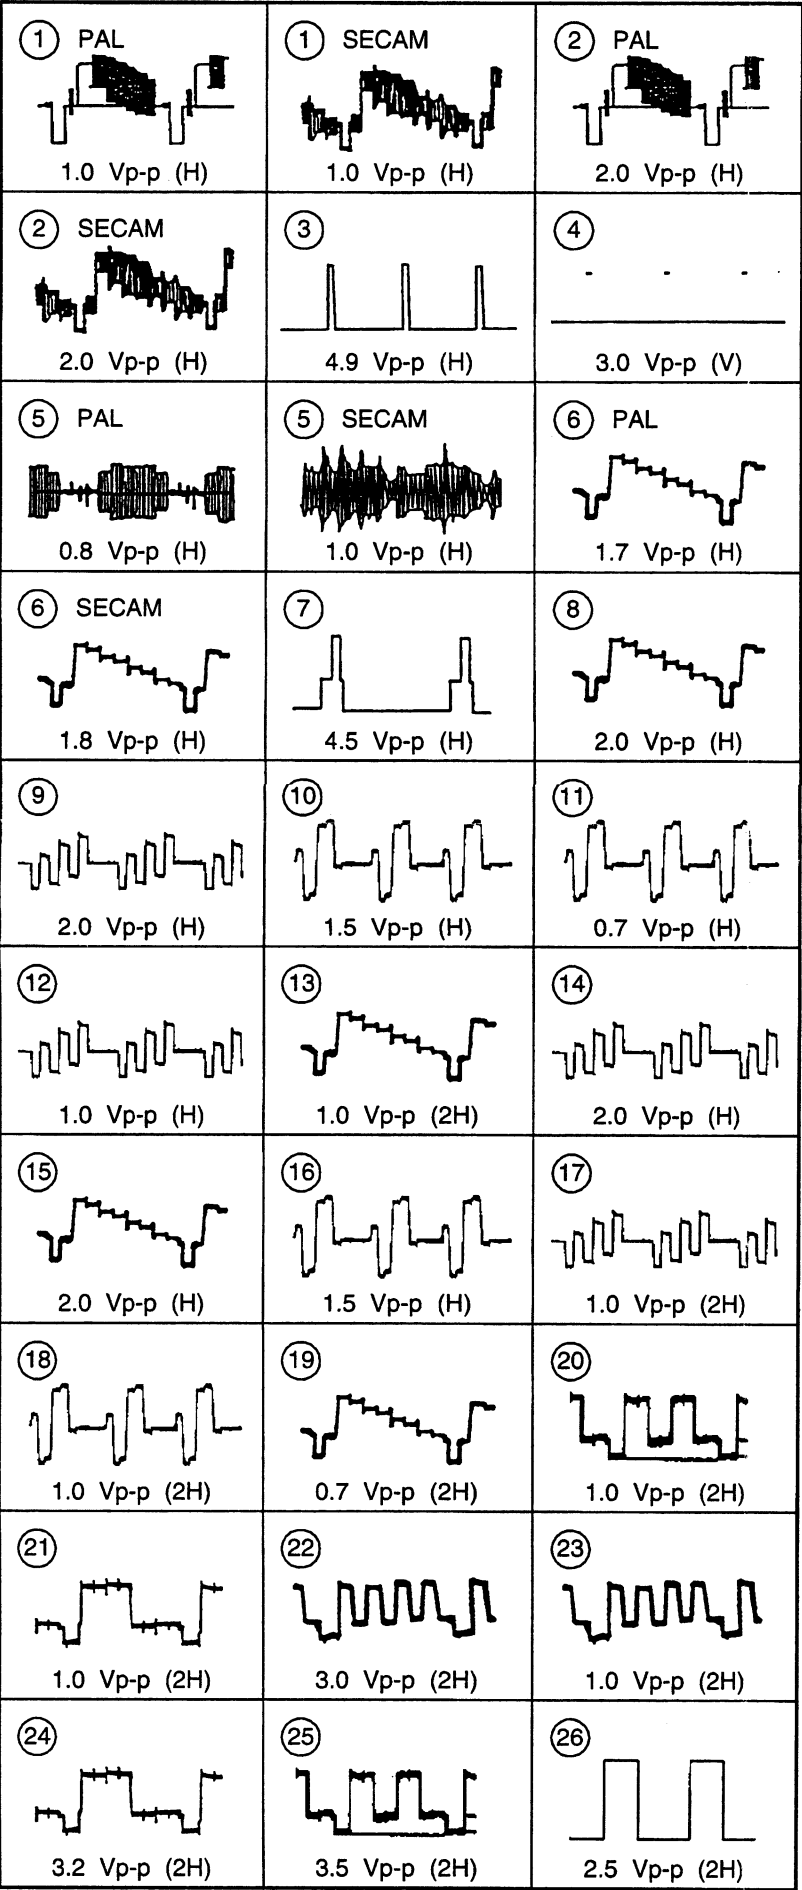 ① PAL
1.0 Vp-p (H)
① SECAM
1.0 Vp-p (H)
② PAL
2.0 Vp-p (H)
② SECAM
2.0 Vp-p (H)
③
4.9 Vp-p (H)
④
3.0 Vp-p (V)
⑤ PAL
0.8 Vp-p (H)
⑤ SECAM
1.0 Vp-p (H)
⑥ PAL
1.7 Vp-p (H)
⑥ SECAM
1.8 Vp-p (H)
⑦
4.5 Vp-p (H)
⑧
2.0 Vp-p (H)
⑨
2.0 Vp-p (H)
⑩
1.5 Vp-p (H)
⑪
0.7 Vp-p (H)
⑫
1.0 Vp-p (H)
⑬
1.0 Vp-p (2H)
⑭
2.0 Vp-p (H)
⑮
2.0 Vp-p (H)
⑯
1.5 Vp-p (H)
⑰
1.0 Vp-p (2H)
⑱
1.0 Vp-p (2H)
⑲
0.7 Vp-p (2H)
⑳
1.0 Vp-p (2H)
㉑
1.0 Vp-p (2H)
㉒
3.0 Vp-p (2H)
㉓
1.0 Vp-p (2H)
㉔
3.2 Vp-p (2H)
㉕
3.5 Vp-p (2H)
㉖
2.5 Vp-p (2H)